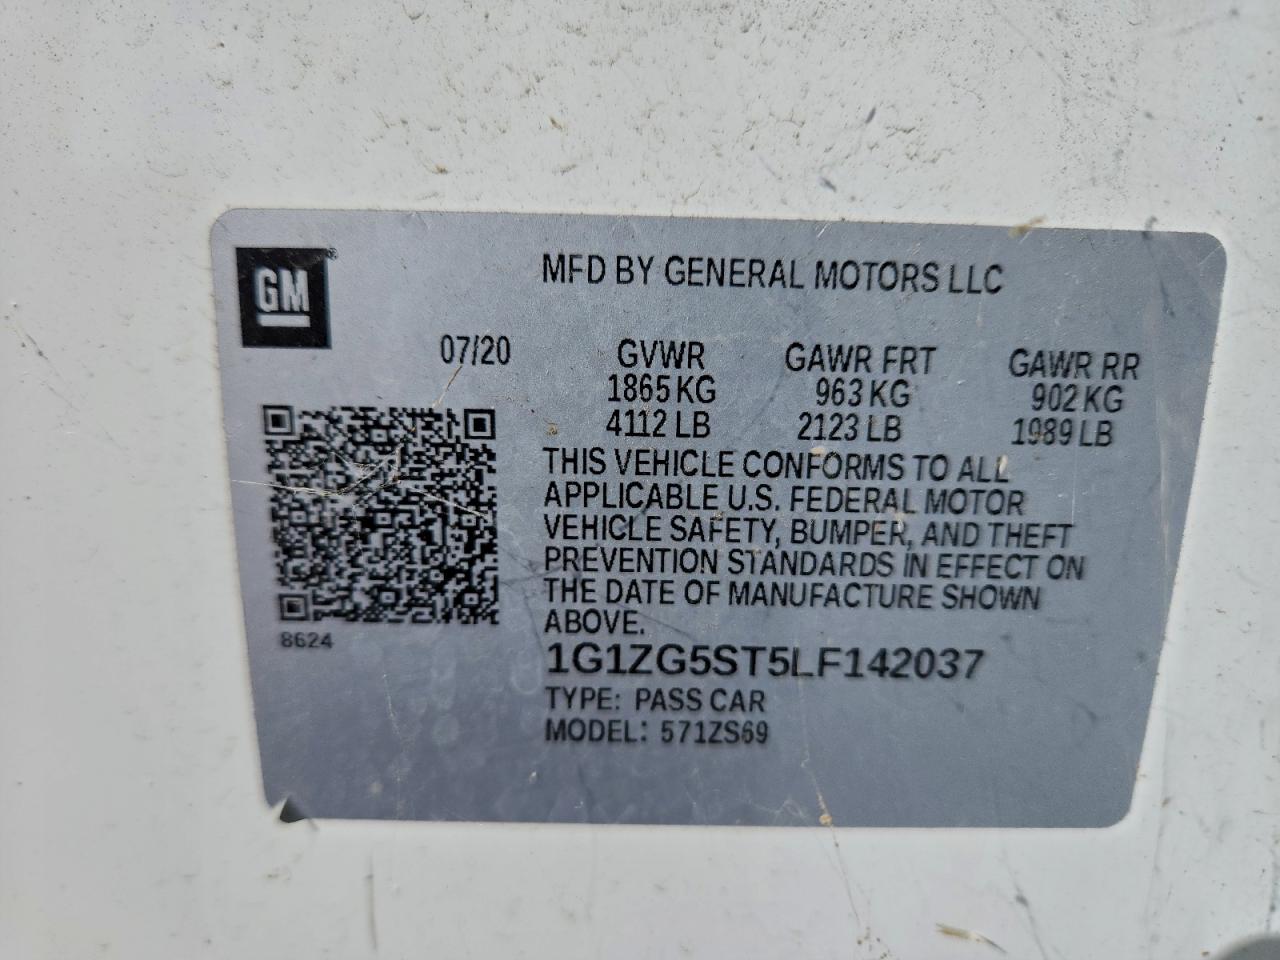 GM®
MFD BY GENERAL MOTORS LLC
07/20 GVWR GAWR FRT GAWR RR
1865 KG 963 KG 902 KG
4112 LB 2123 LB 1989 LB
THIS VEHICLE CONFORMS TO ALL
APPLICABLE U.S. FEDERAL MOTOR
VEHICLE SAFETY, BUMPER, AND THEFT
PREVENTION STANDARDS IN EFFECT ON
THE DATE OF MANUFACTURE SHOWN
ABOVE.
8624
1G1ZG5ST5LF142037
TYPE: PASS CAR
MODEL: 571ZS69